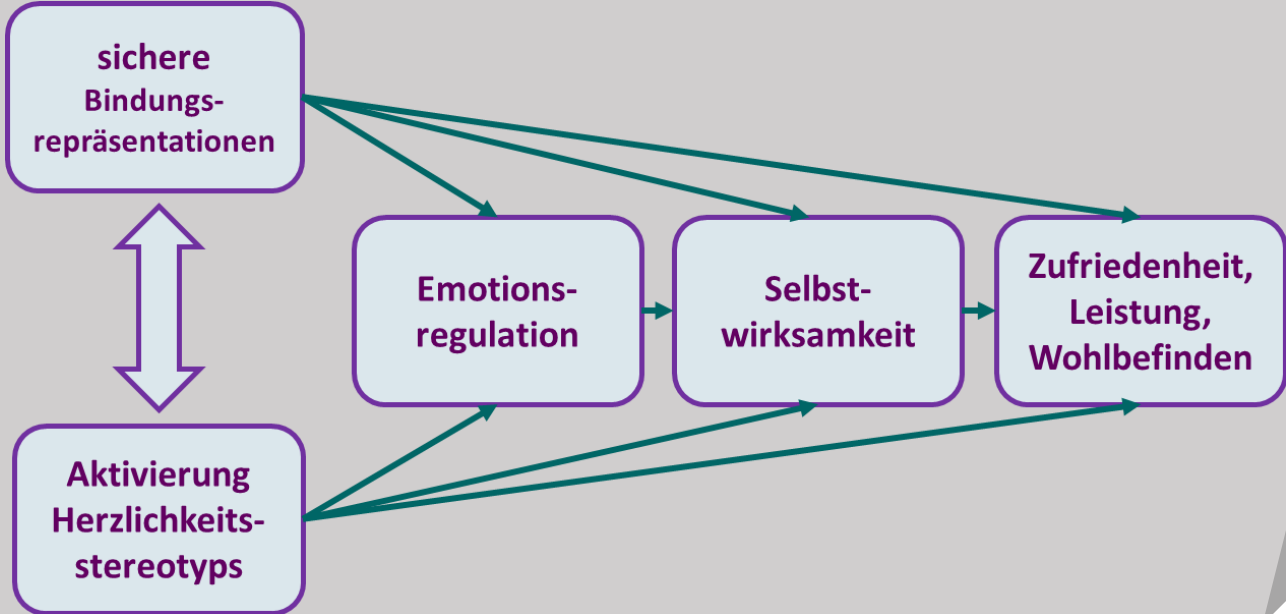 sichere
Bindungs-
repräsentationen
Emotions-
regulation
Selbst-
wirksamkeit
Zufriedenheit,
Leistung,
Wohlbefinden
Aktivierung
Herzlichkeits-
stereotyps